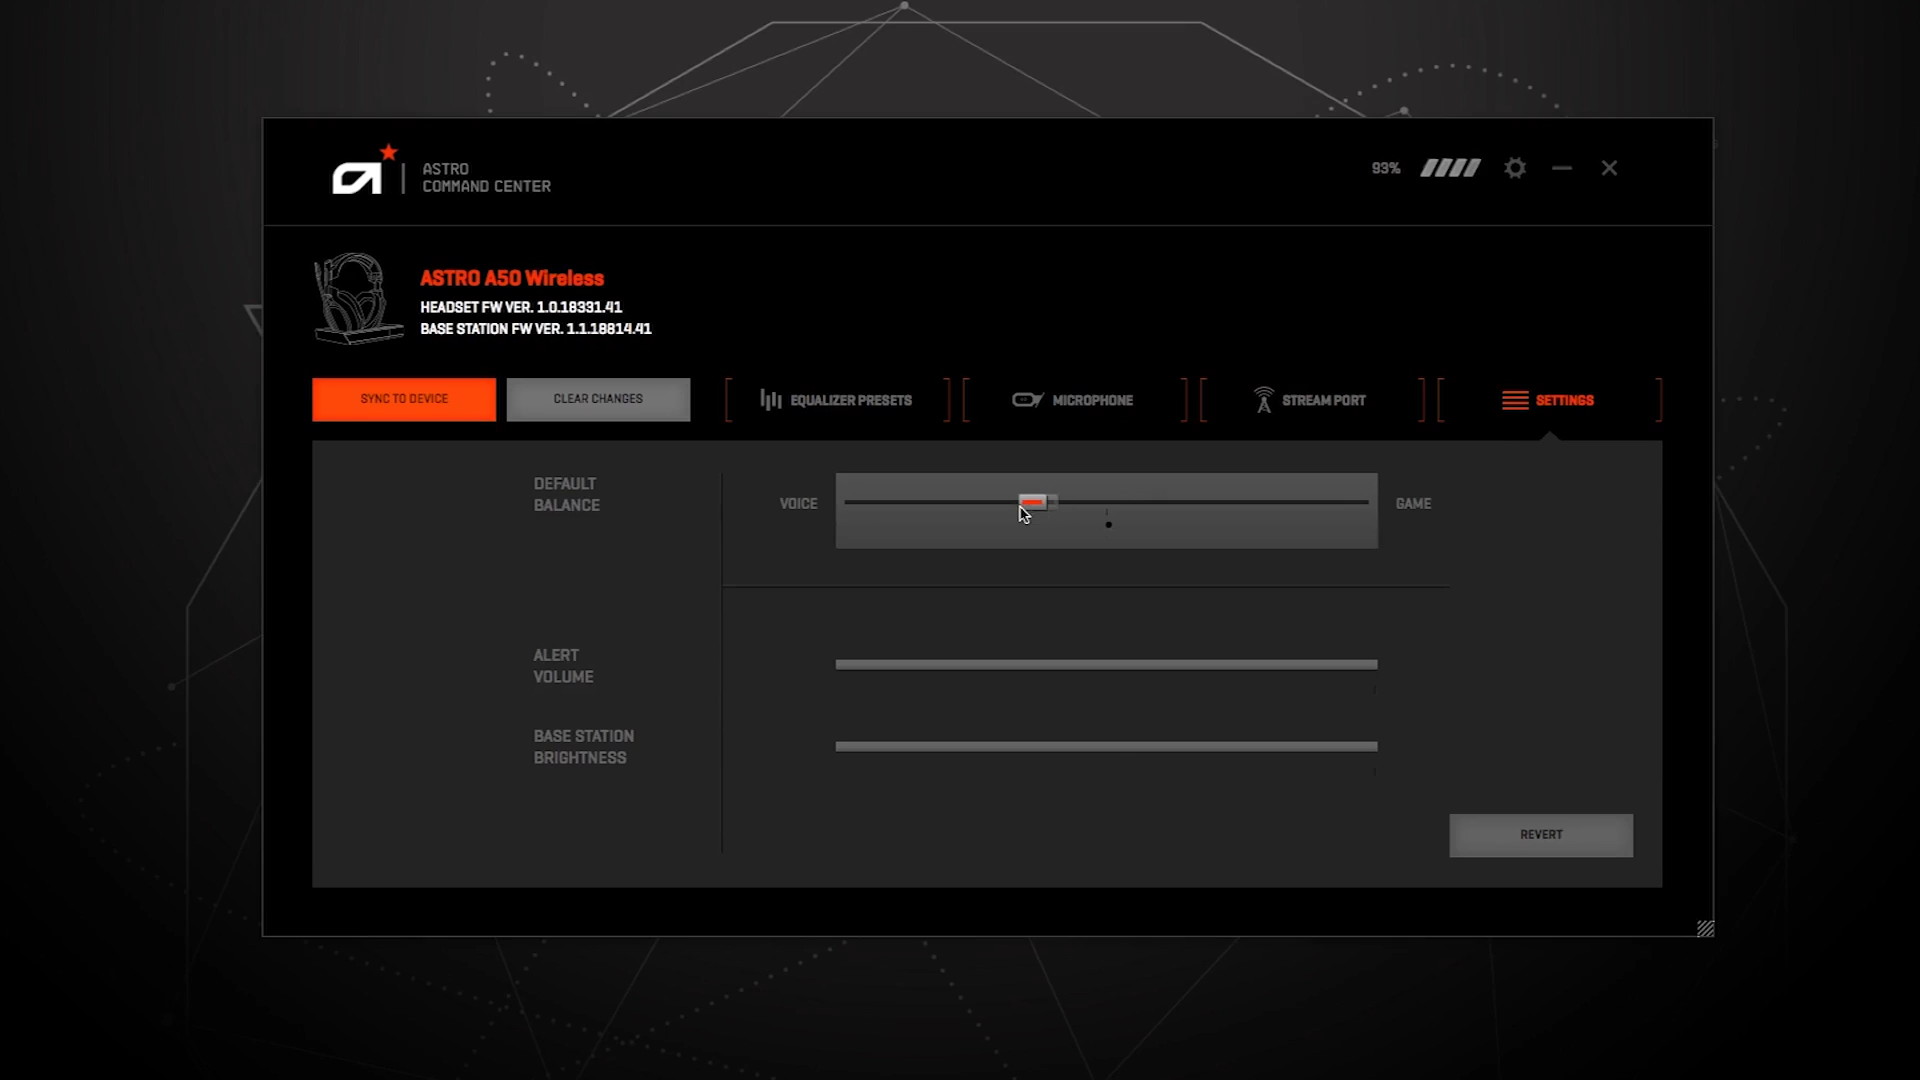 ASTRO
COMMAND CENTER
93%
ASTRO A50 Wireless
HEADSET FW VER. 1.0.18331.41
BASE STATION FW VER. 1.1.18814.41
SYNC TO DEVICE
CLEAR CHANGES
EQUALIZER PRESETS
MICROPHONE
STREAM PORT
SETTINGS
DEFAULT
BALANCE
VOICE
GAME
ALERT
VOLUME
BASE STATION
BRIGHTNESS
REVERT